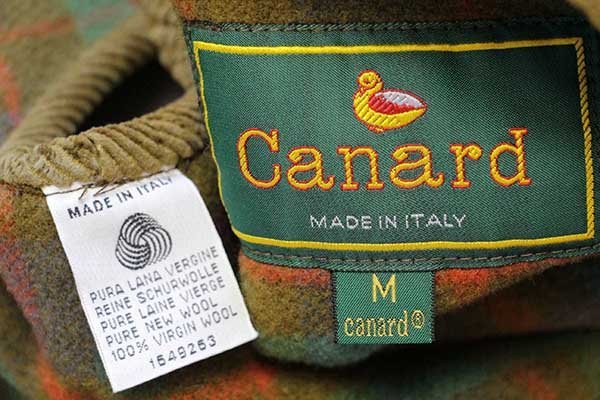 Canard
MADE IN ITALY
M
canard®
MADE IN ITALY
PURA LANA VERGINE
REINE SCHURWOLLE
PURE LAINE VIERGE
PURE NEW WOOL
100% VIRGIN WOOL
1549253